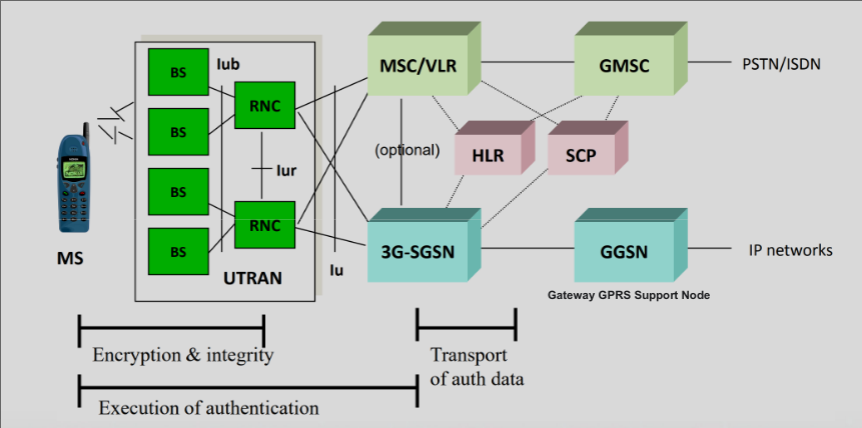 BS
Iub
MSC/VLR
GMSC
PSTN/ISDN
RNC
BS
(optional)
HLR
SCP
Iur
BS
RNC
BS
MS
UTRAN
Iu
3G-SGSN
GGSN
IP networks
Gateway GPRS Support Node
Encryption & integrity
Transport
of auth data
Execution of authentication